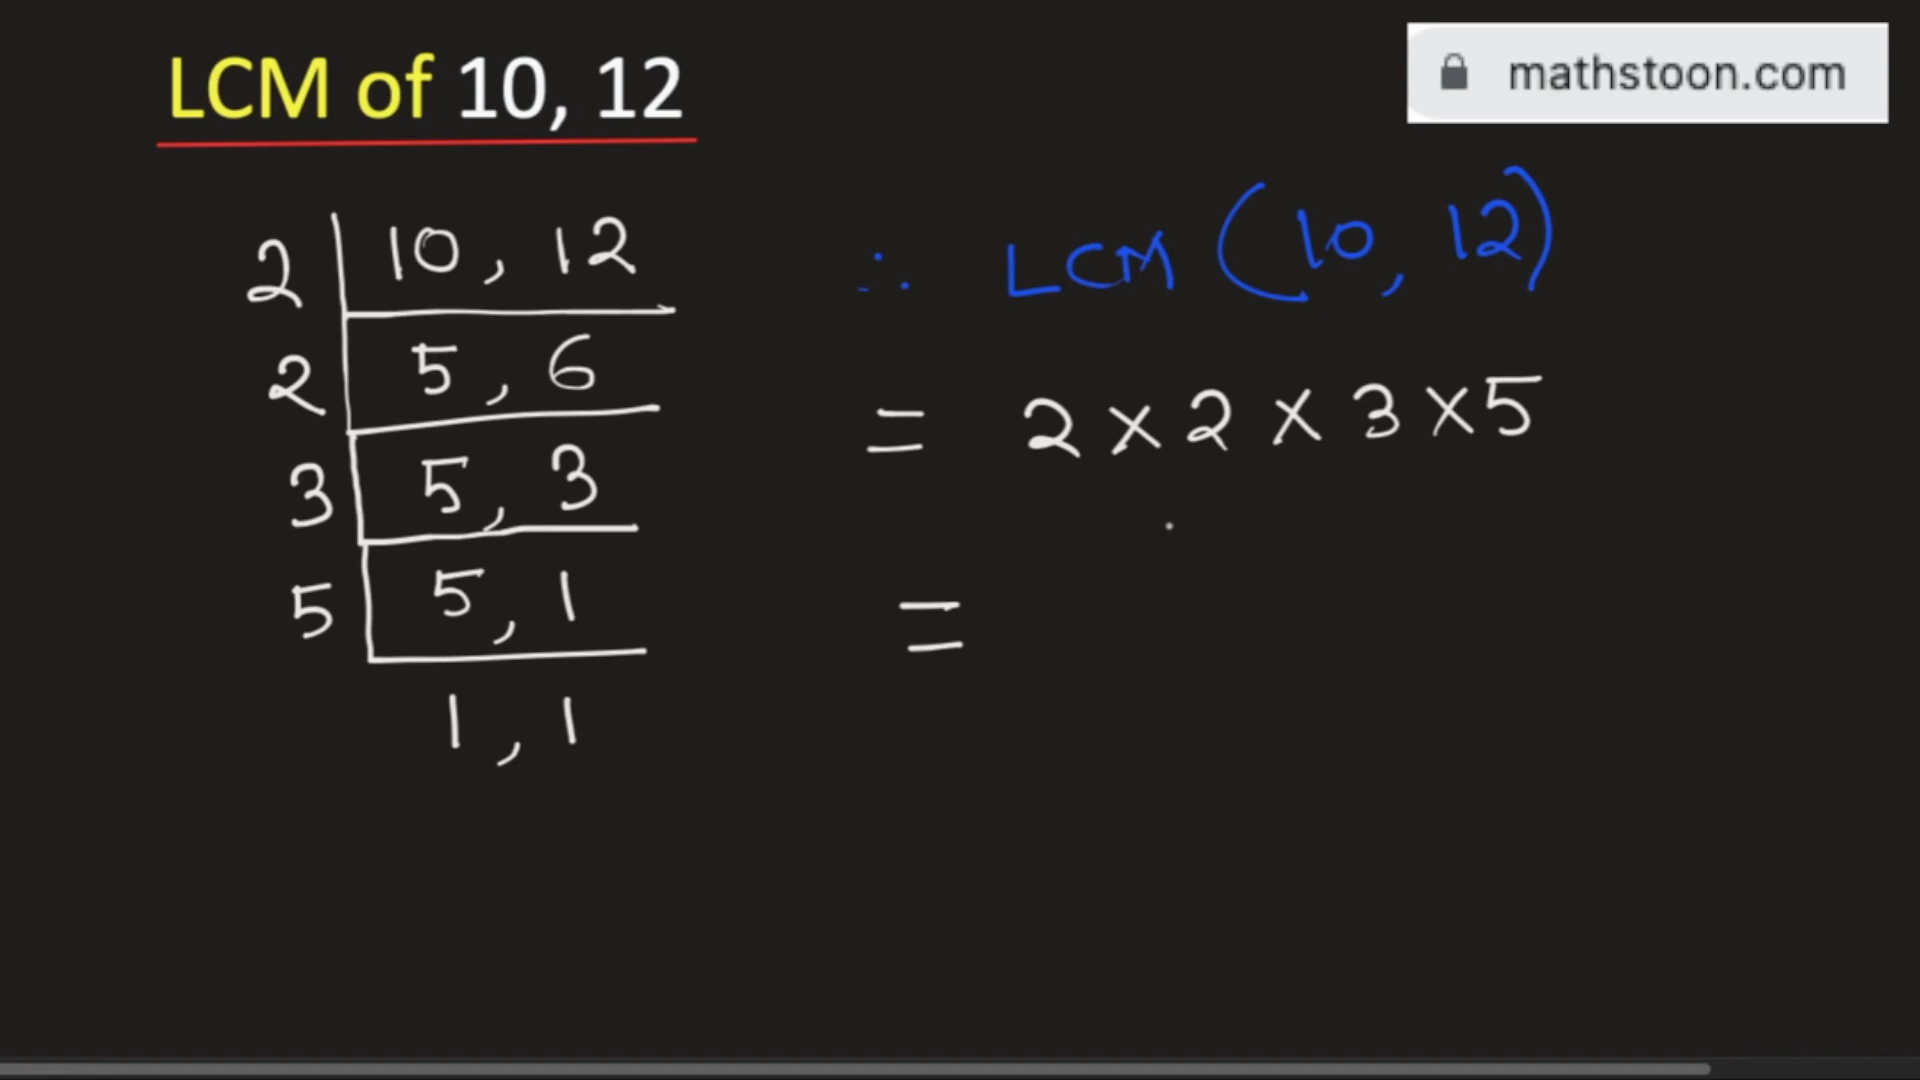 LCM of 10, 12
mathstoon.com
2 | 10, 12
2 | 5, 6
3 | 5, 3
5 | 5, 1
1, 1
∴ LCM (10, 12)
= 2 × 2 × 3 × 5
=